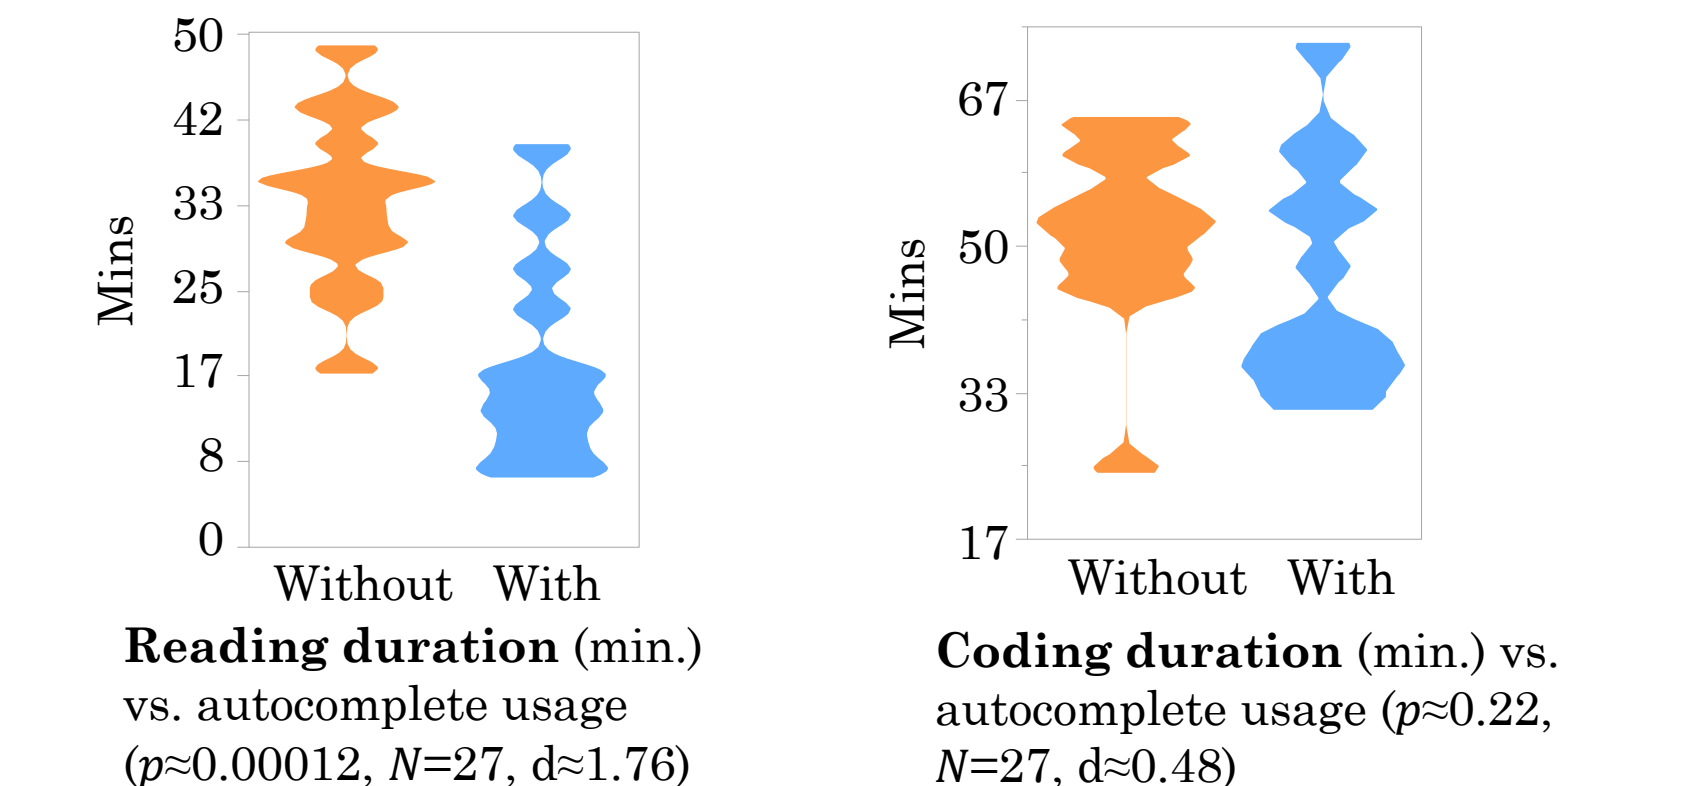 50
42
33
25
17
8
0
Mins
Without With
Reading duration (min.)
vs. autocomplete usage
(p≈0.00012, N=27, d≈1.76)
67
50
33
17
Mins
Without With
Coding duration (min.) vs.
autocomplete usage (p≈0.22,
N=27, d≈0.48)